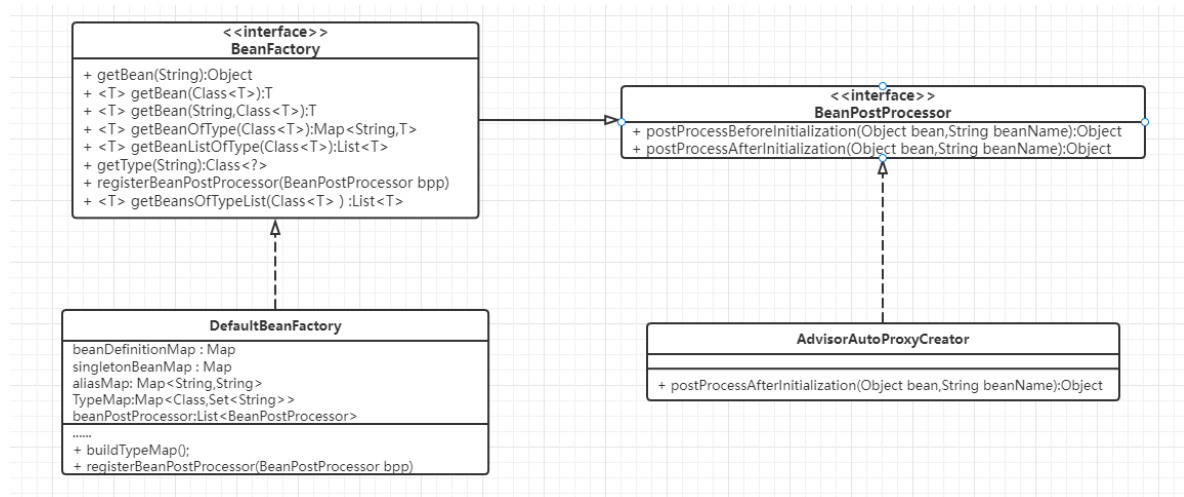 <<interface>>
BeanFactory
+ getBean(String):Object
+ <T> getBean(Class<T>):T
+ <T> getBean(String,Class<T>):T
+ <T> getBeanOfType(Class<T>):Map<String,T>
+ <T> getBeanListOfType(Class<T>):List<T>
+ getType(String):Class<?>
+ registerBeanPostProcessor(BeanPostProcessor bpp)
+ <T> getBeansOfTypeList(Class<T> ) :List<T>
<<interface>>
BeanPostProcessor
+ postProcessBeforeInitialization(Object bean,String beanName):Object
+ postProcessAfterInitialization(Object bean,String beanName):Object
DefaultBeanFactory
beanDefinitionMap : Map
singletonBeanMap : Map
aliasMap: Map<String,String>
TypeMap:Map<Class,Set<String>>
beanPostProcessor:List<BeanPostProcessor>
......
+ buildTypeMap();
+ registerBeanPostProcessor(BeanPostProcessor bpp)
AdvisorAutoProxyCreator
+ postProcessAfterInitialization(Object bean,String beanName):Object